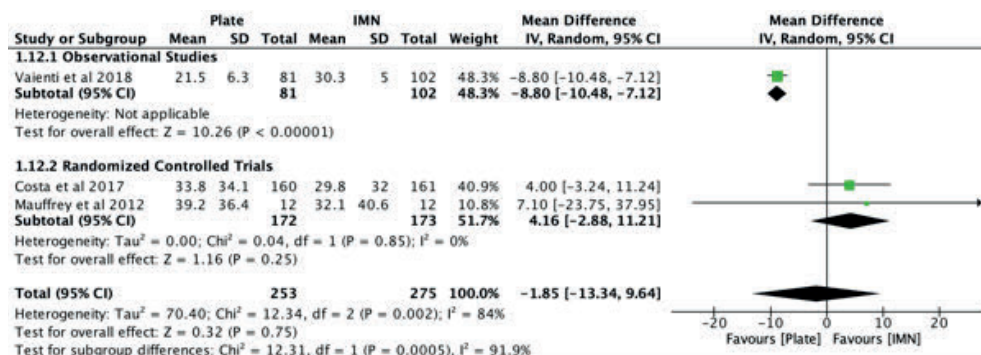 Plate IMN Mean Difference Mean Difference
Study or Subgroup Mean SD Total Mean SD Total Weight IV, Random, 95% CI IV, Random, 95% CI
1.12.1 Observational Studies
Vaienti et al 2018 21.5 6.3 81 30.3 5 102 48.3% −8.80 [−10.48, −7.12]
Subtotal (95% CI) 81 102 48.3% −8.80 [−10.48, −7.12]
Heterogeneity: Not applicable
Test for overall effect: Z = 10.26 (P < 0.00001)
1.12.2 Randomized Controlled Trials
Costa et al 2017 33.8 34.1 160 29.8 32 161 40.9% 4.00 [−3.24, 11.24]
Mauffrey et al 2012 39.2 36.4 12 32.1 40.6 12 10.8% 7.10 [−23.75, 37.95]
Subtotal (95% CI) 172 173 51.7% 4.16 [−2.88, 11.21]
Heterogeneity: Tau² = 0.00; Chi² = 0.04, df = 1 (P = 0.85); I² = 0%
Test for overall effect: Z = 1.16 (P = 0.25)
Total (95% CI) 253 275 100.0% −1.85 [−13.34, 9.64]
Heterogeneity: Tau² = 70.40; Chi² = 12.34, df = 2 (P = 0.002); I² = 84%
Test for overall effect: Z = 0.32 (P = 0.75)
Test for subgroup differences: Chi² = 12.31, df = 1 (P = 0.0005), I² = 91.9%
−20 −10 0 10 20
Favours [Plate] Favours [IMN]